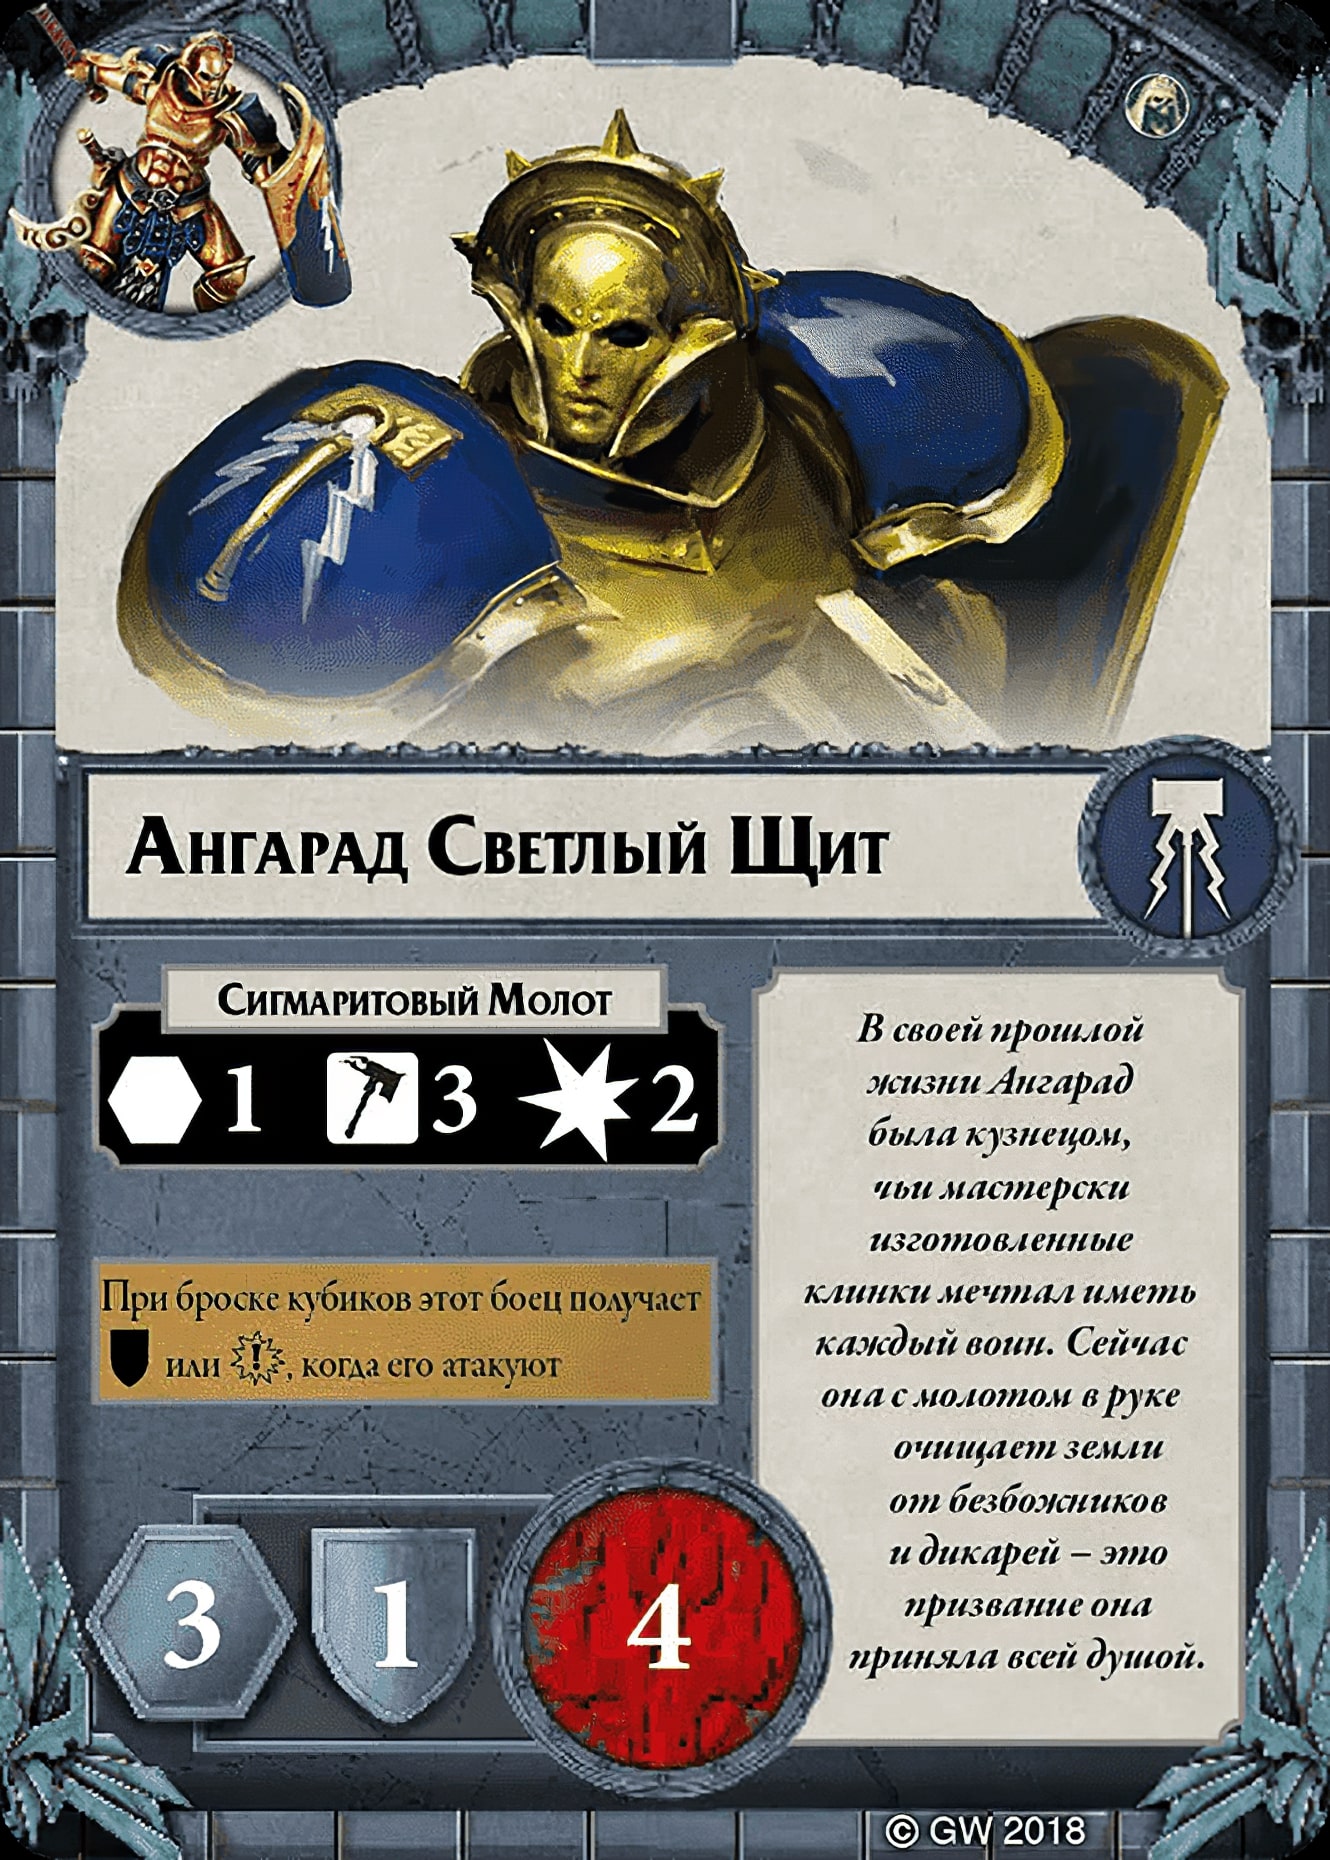 Ангарад Светлый Щит
Сигмаритовый Молот
1 3 2
При броске кубиков этот боец получает
или , когда его атакуют
3 1 4
В своей прошлой
жизни Ангарад
была кузнецом,
чьи мастерски
изготовленные
клинки мечтал иметь
каждый воин. Сейчас
она с молотом в руке
очищает земли
от безбожников
и дикарей – это
призвание она
приняла всей душой.
© GW 2018